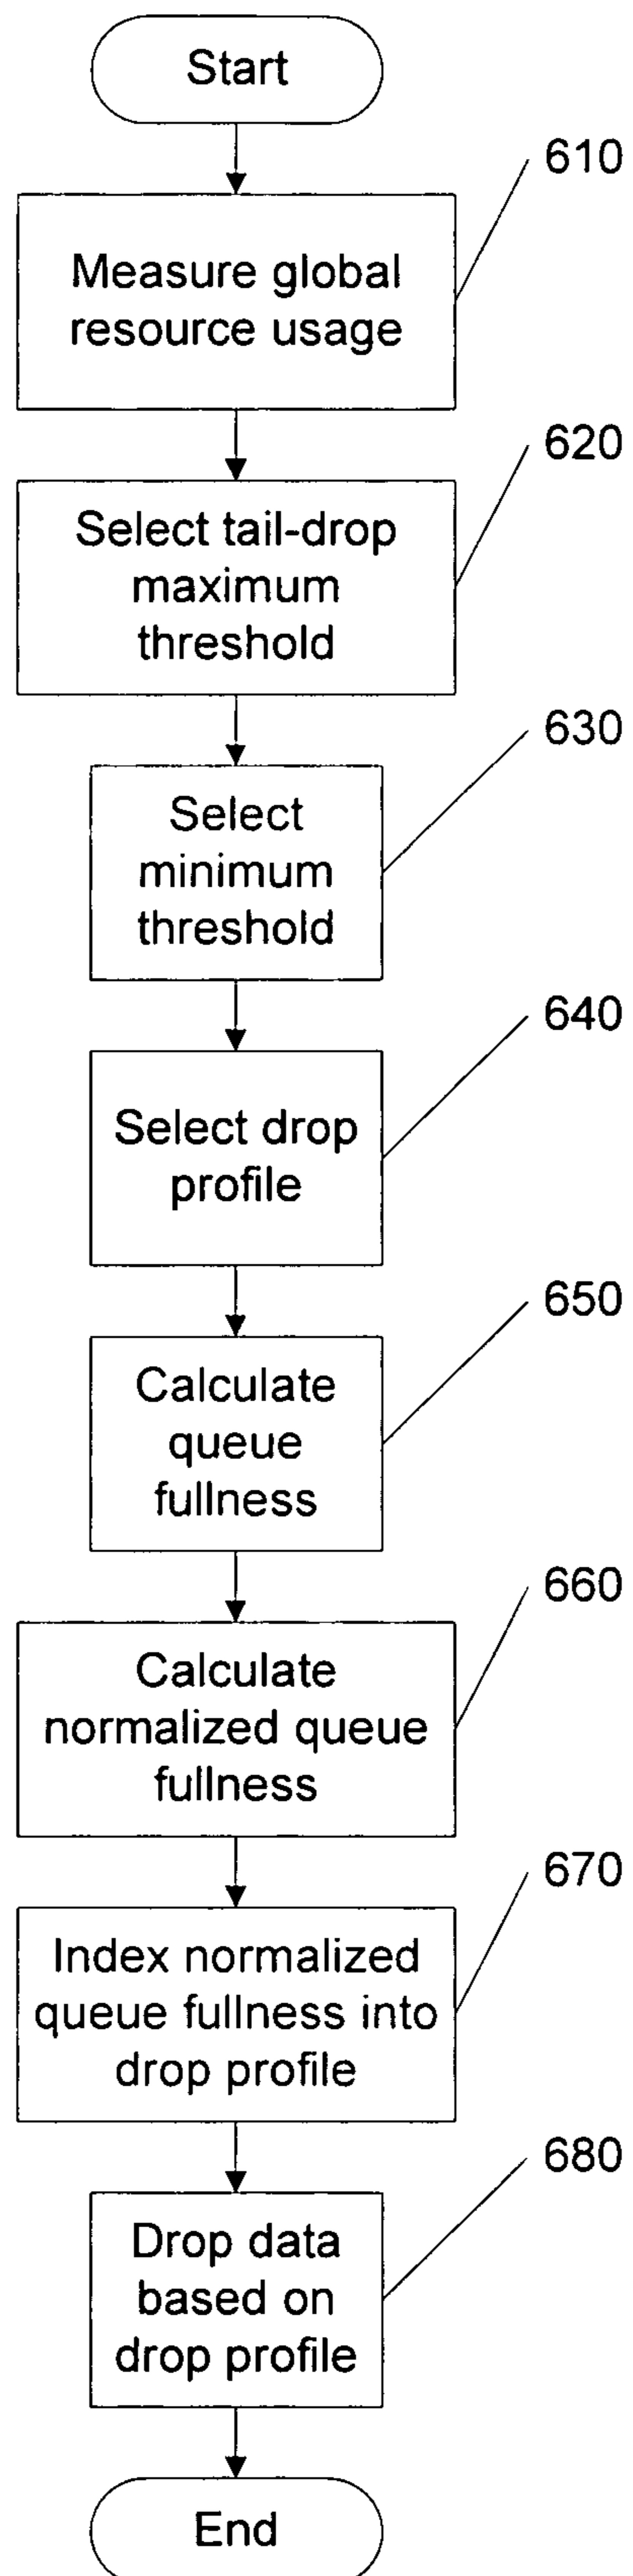 Start
610
Measure global
resource usage
620
Select tail-drop
maximum
threshold
630
Select
minimum
threshold
640
Select drop
profile
650
Calculate
queue
fullness
660
Calculate
normalized queue
fullness
670
Index normalized
queue fullness into
drop profile
680
Drop data
based on
drop profile
End